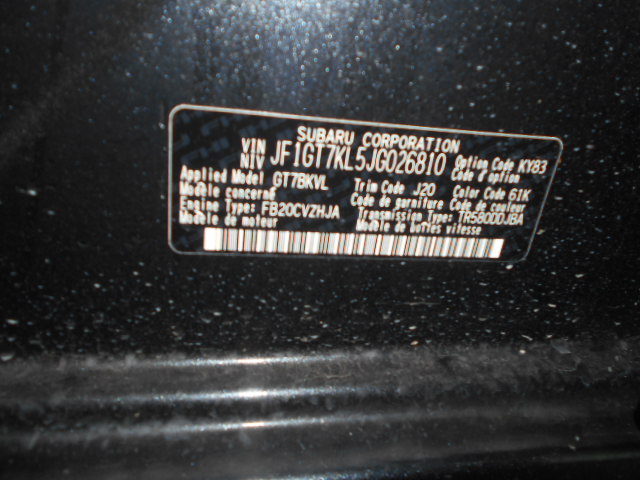 SUBARU CORPORATION
VIN NIV JF1GT7KL5JG026810 Option Code KY83
Code d'option
Applied Model GT7BKVL Trim Code J20 Color Code G1K
Modèle concerné Code de garniture Code de couleur
Engine Type: FB20CVZHJA Transmission Type: TR580DDJBA
Modèle de moteur Modèle de boîtes vitesse